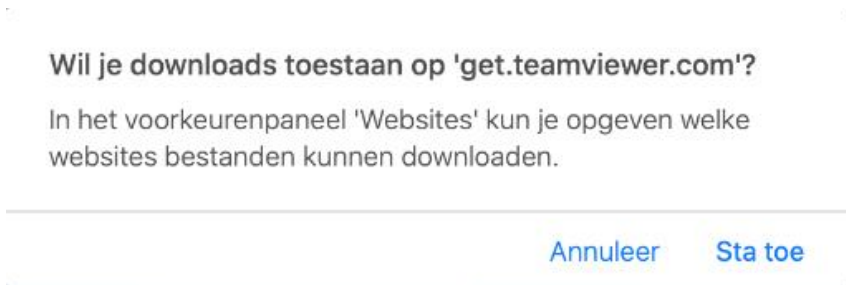 Wil je downloads toestaan op 'get.teamviewer.com'?
In het voorkeurenpaneel 'Websites' kun je opgeven welke
websites bestanden kunnen downloaden.
Annuleer Sta toe